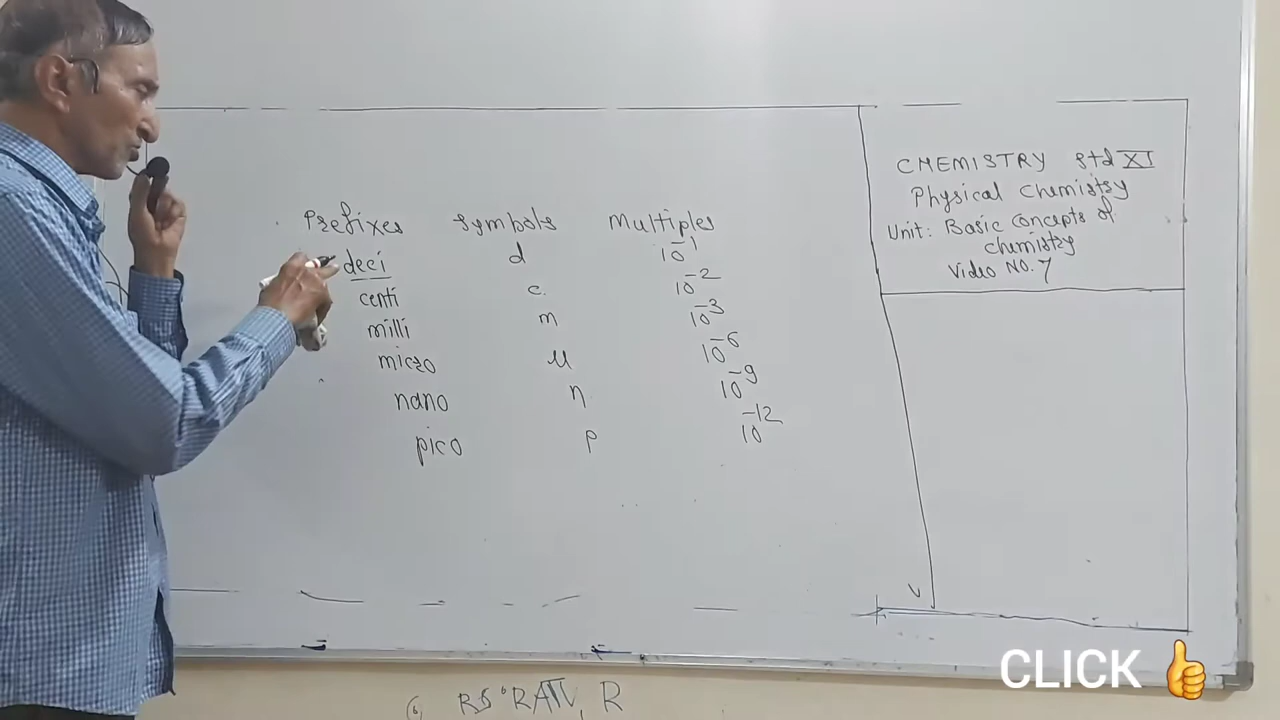 Prefixes Symbols Multiples
deci d 10⁻¹
centi c. 10⁻²
milli m 10⁻³
micro μ 10⁻⁶
nano n 10⁻⁹
pico p 10⁻¹²
CHEMISTRY std XI
Physical Chemistry
Unit: Basic Concepts of
chemistry
Video NO. 7
CLICK 👍